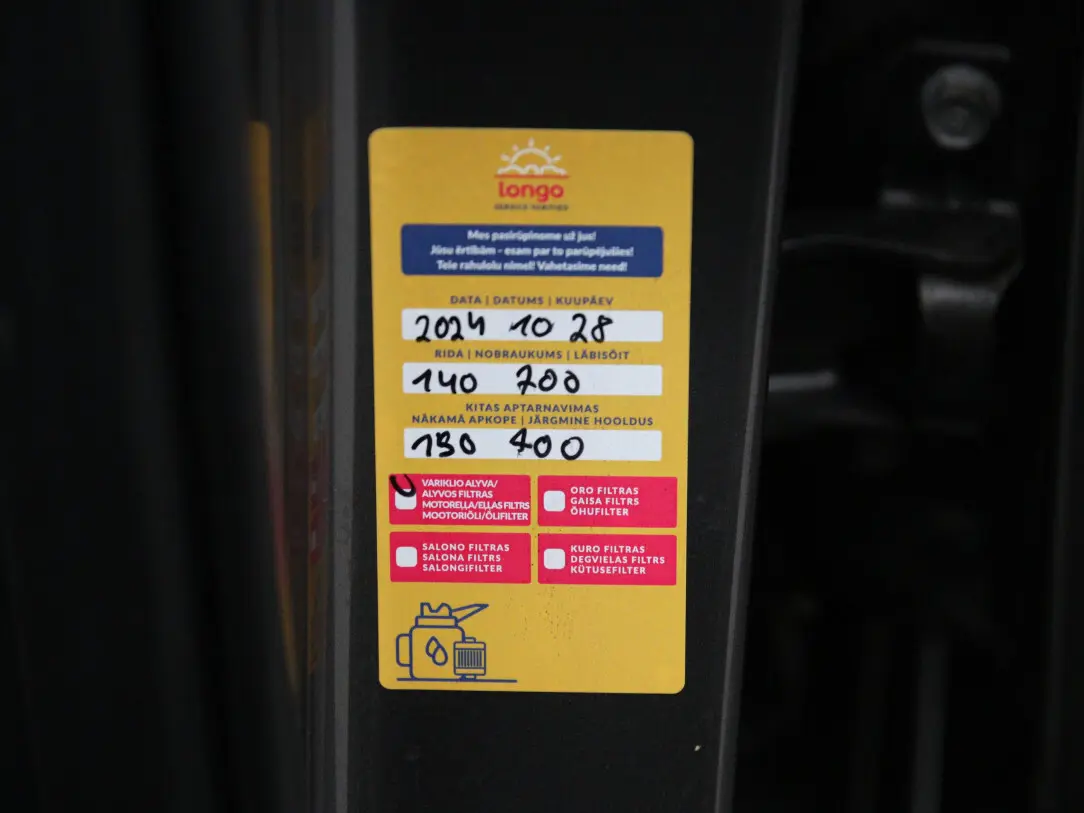 longo
Mes pasirūpinome už jus!
Jūsu ērtībām - esam par to parūpējušies!
Teie rahulolu nimel! Vahetasime need!
DATA | DATUMS | KUUPÄEV
2024 10 28
RIDA | NOBRAUKUMS | LÄBISÕIT
140 700
KITAS APTARNAVIMAS
NĀKAMĀ APKOPE | JÄRGMINE HOOLDUS
150 700
VARIKLIO ALYVA/
ALYVOS FILTRAS
MOTOREĻĻA/EĻĻAS FILTRS
MOOTORIÕLI/ÕLIFILTER
ORO FILTRAS
GAISA FILTRS
ÕHUFILTER
SALONO FILTRAS
SALONA FILTRS
SALONGIFILTER
KURO FILTRAS
DEGVIELAS FILTRS
KÜTUSEFILTER